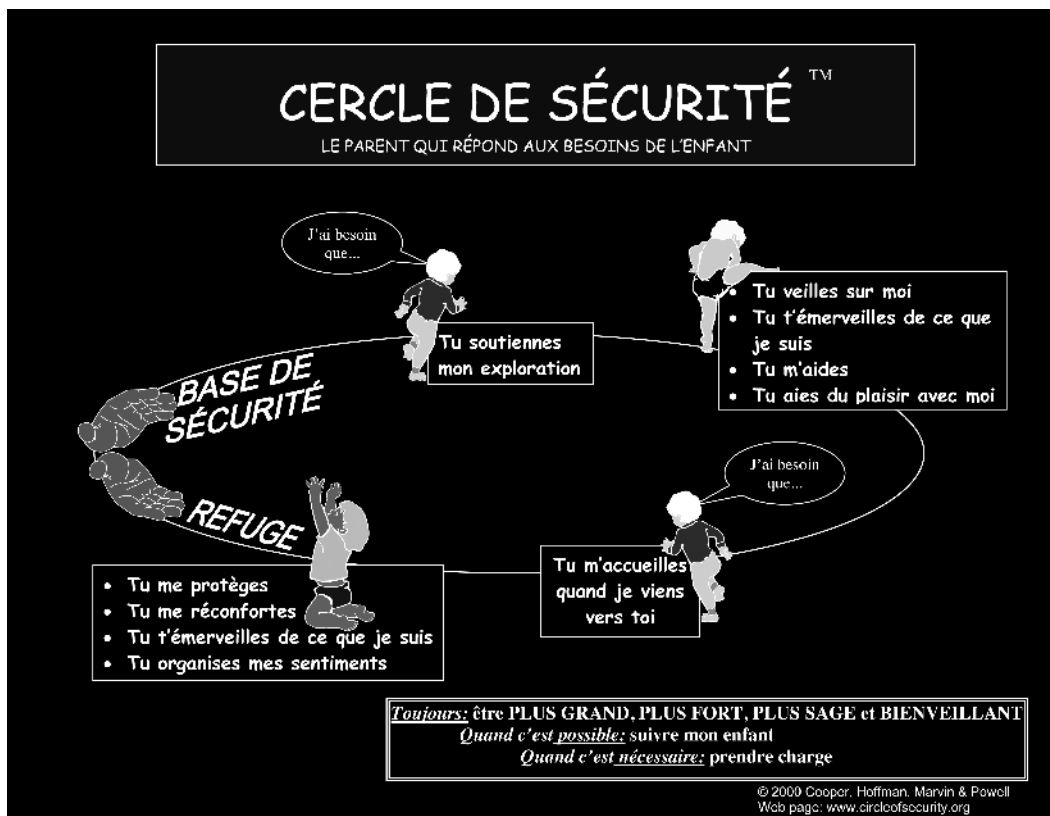 CERCLE DE SÉCURITÉ ™
LE PARENT QUI RÉPOND AUX BESOINS DE L'ENFANT
J'ai besoin
que...
Tu soutiennes
mon exploration
• Tu veilles sur moi
• Tu t'émerveilles de ce que
je suis
• Tu m'aides
• Tu aies du plaisir avec moi
BASE DE
SÉCURITÉ
REFUGE
J'ai besoin
que...
Tu m'accueilles
quand je viens
vers toi
• Tu me protèges
• Tu me réconfortes
• Tu t'émerveilles de ce que je suis
• Tu organises mes sentiments
Toujours: être PLUS GRAND, PLUS FORT, PLUS SAGE et BIENVEILLANT
Quand c'est possible: suivre mon enfant
Quand c'est nécessaire: prendre charge
© 2000 Cooper, Hoffman, Marvin & Powell
Web page: www.circleofsecurity.org